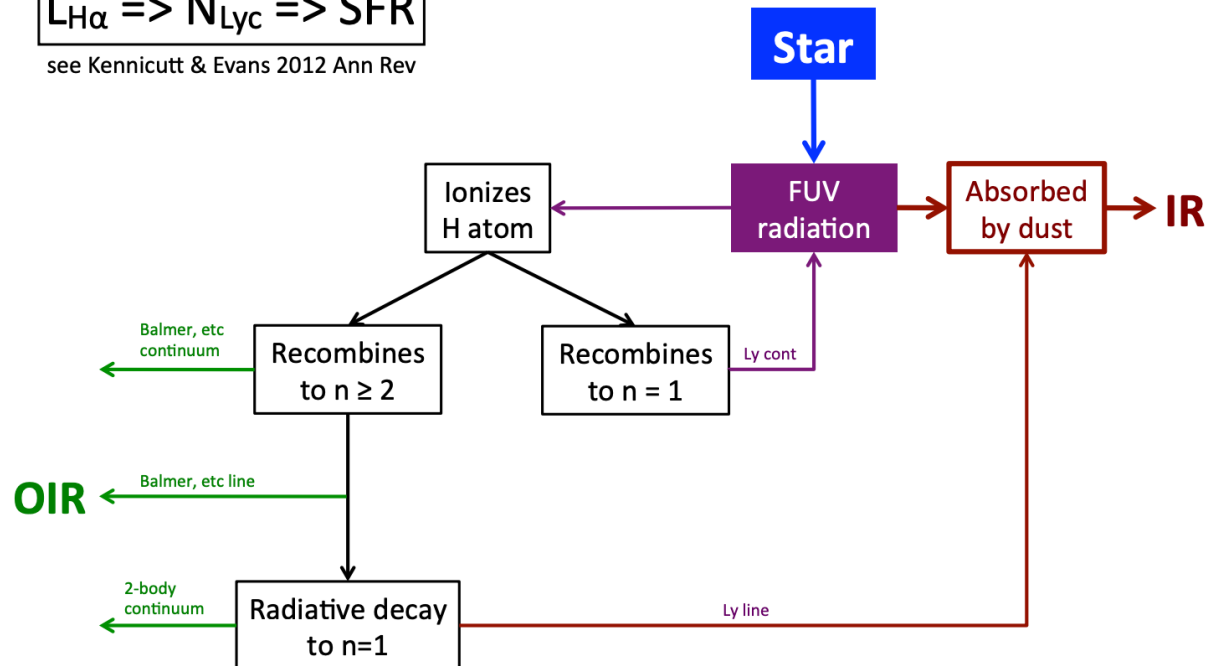 L_Hα => N_Lyc => SFR
see Kennicutt & Evans 2012 Ann Rev
Star
Ionizes
H atom
FUV
radiation
Absorbed
by dust
IR
Balmer, etc
continuum
Recombines
to n ≥ 2
Recombines
to n = 1
Ly cont
OIR
Balmer, etc line
2-body
continuum
Radiative decay
to n=1
Ly line